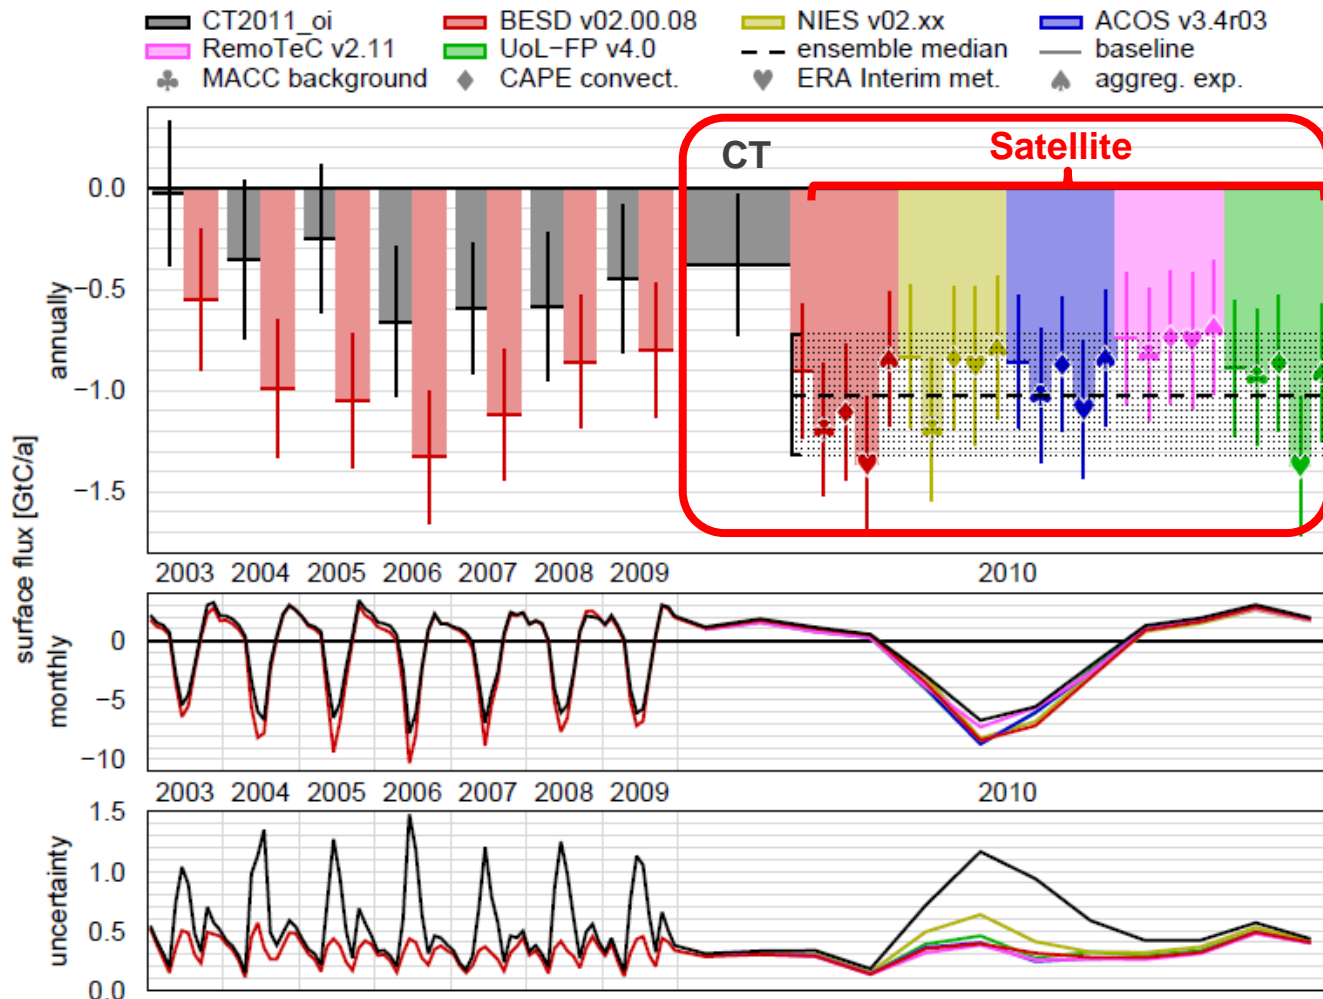 CT2011_oi BESD v02.00.08 NIES v02.xx ACOS v3.4r03
RemoTeC v2.11 UoL−FP v4.0 ensemble median baseline
MACC background CAPE convect. ERA Interim met. aggreg. exp.
CT Satellite
0.0
−0.5
−1.0
−1.5
annually
surface flux [GtC/a]
2003 2004 2005 2006 2007 2008 2009 2010
0
−5
−10
monthly
2003 2004 2005 2006 2007 2008 2009 2010
1.5
1.0
0.5
0.0
uncertainty